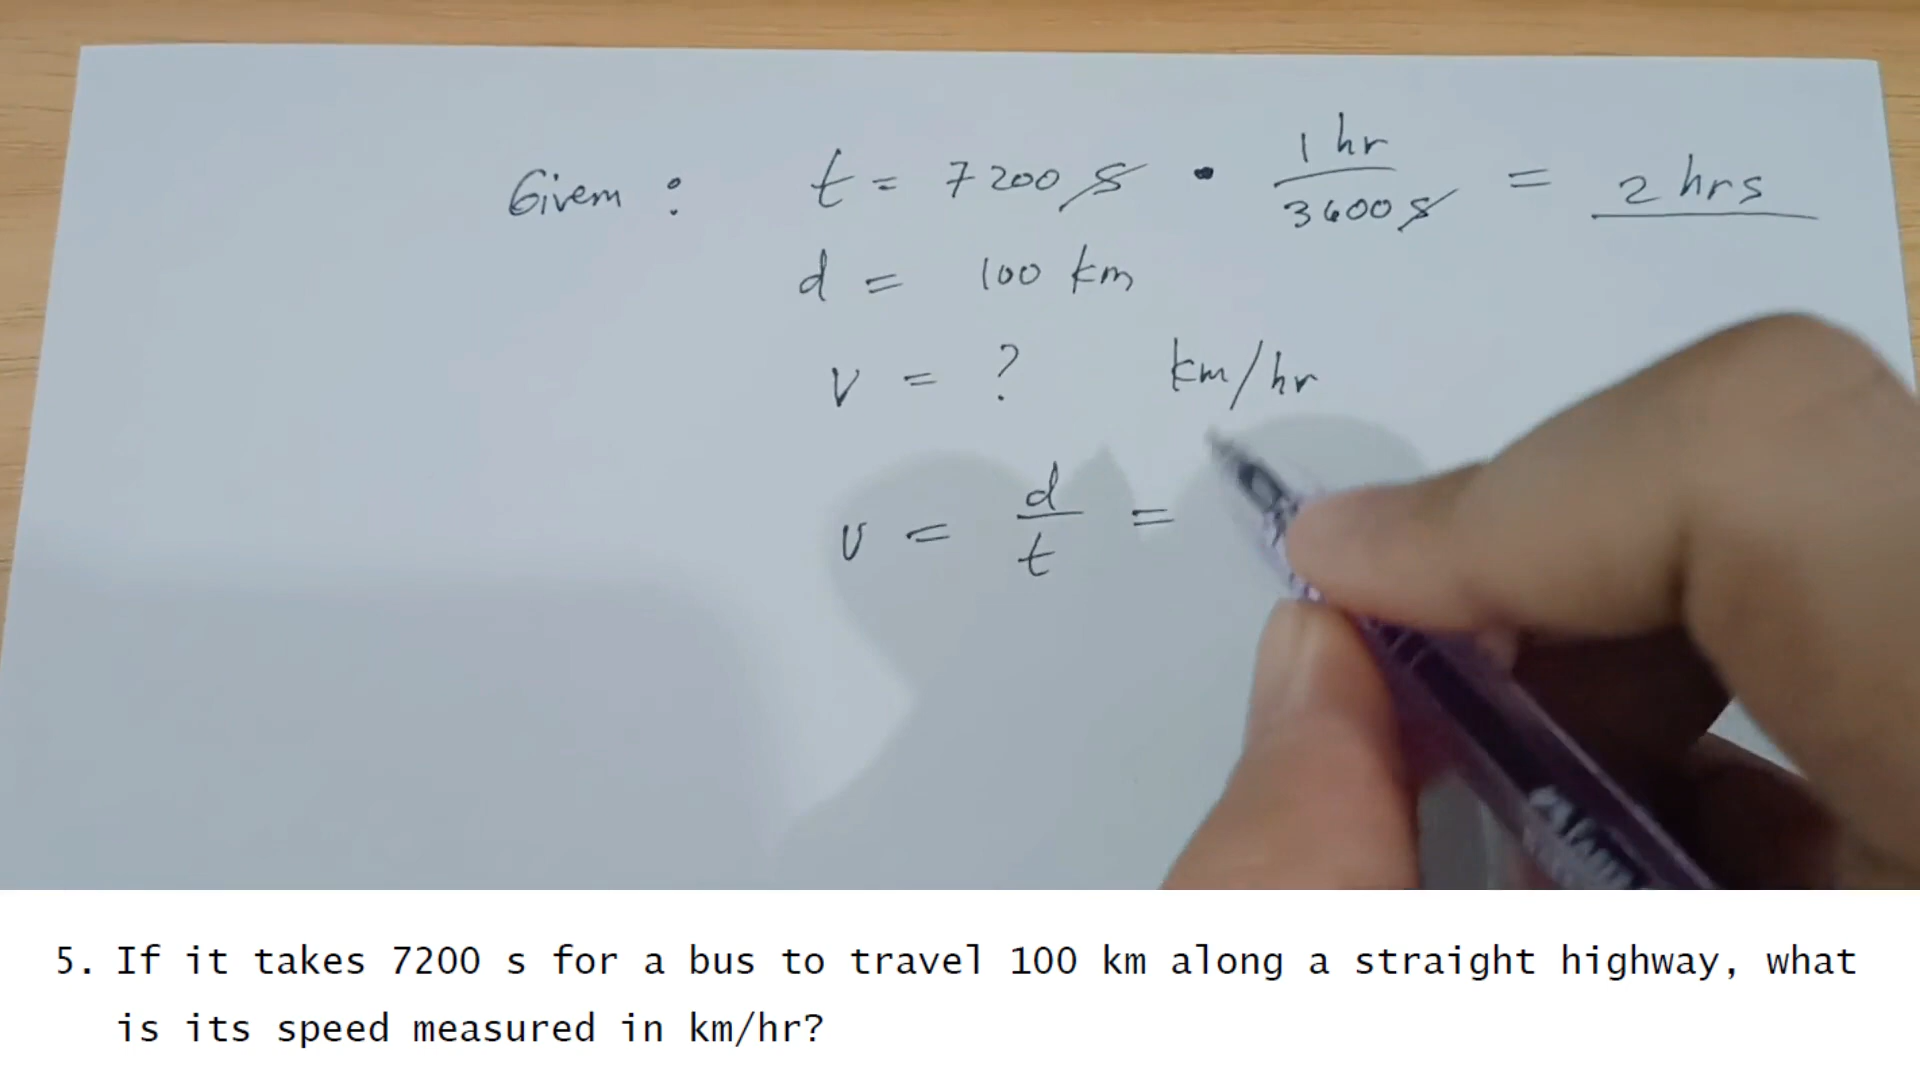 Given : t = 7200 s • 1 hr / 3600 s = 2 hrs
d = 100 km
v = ? km/hr
v = d / t =
5. If it takes 7200 s for a bus to travel 100 km along a straight highway, what
is its speed measured in km/hr?